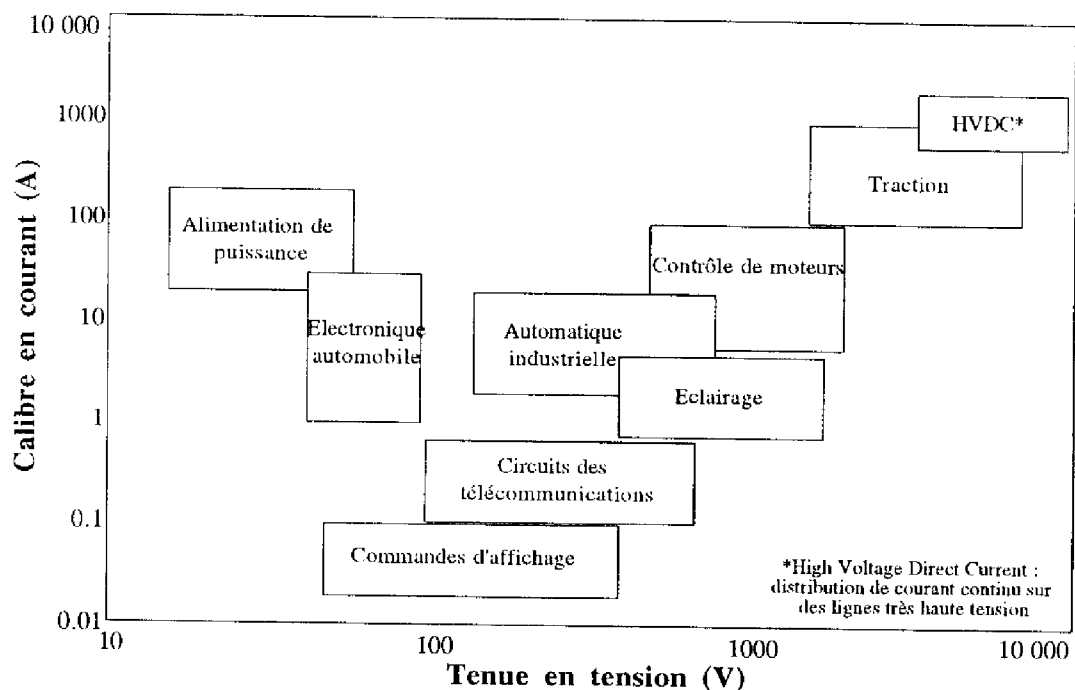 10 000
1000
100
10
1
0.1
0.01
Calibre en courant (A)
HVDC*
Traction
Alimentation de
puissance
Contrôle de moteurs
Electronique
automobile
Automatique
industrielle
Eclairage
Circuits des
télécommunications
Commandes d'affichage
*High Voltage Direct Current :
distribution de courant continu sur
des lignes très haute tension
10
100
1000
10 000
Tenue en tension (V)